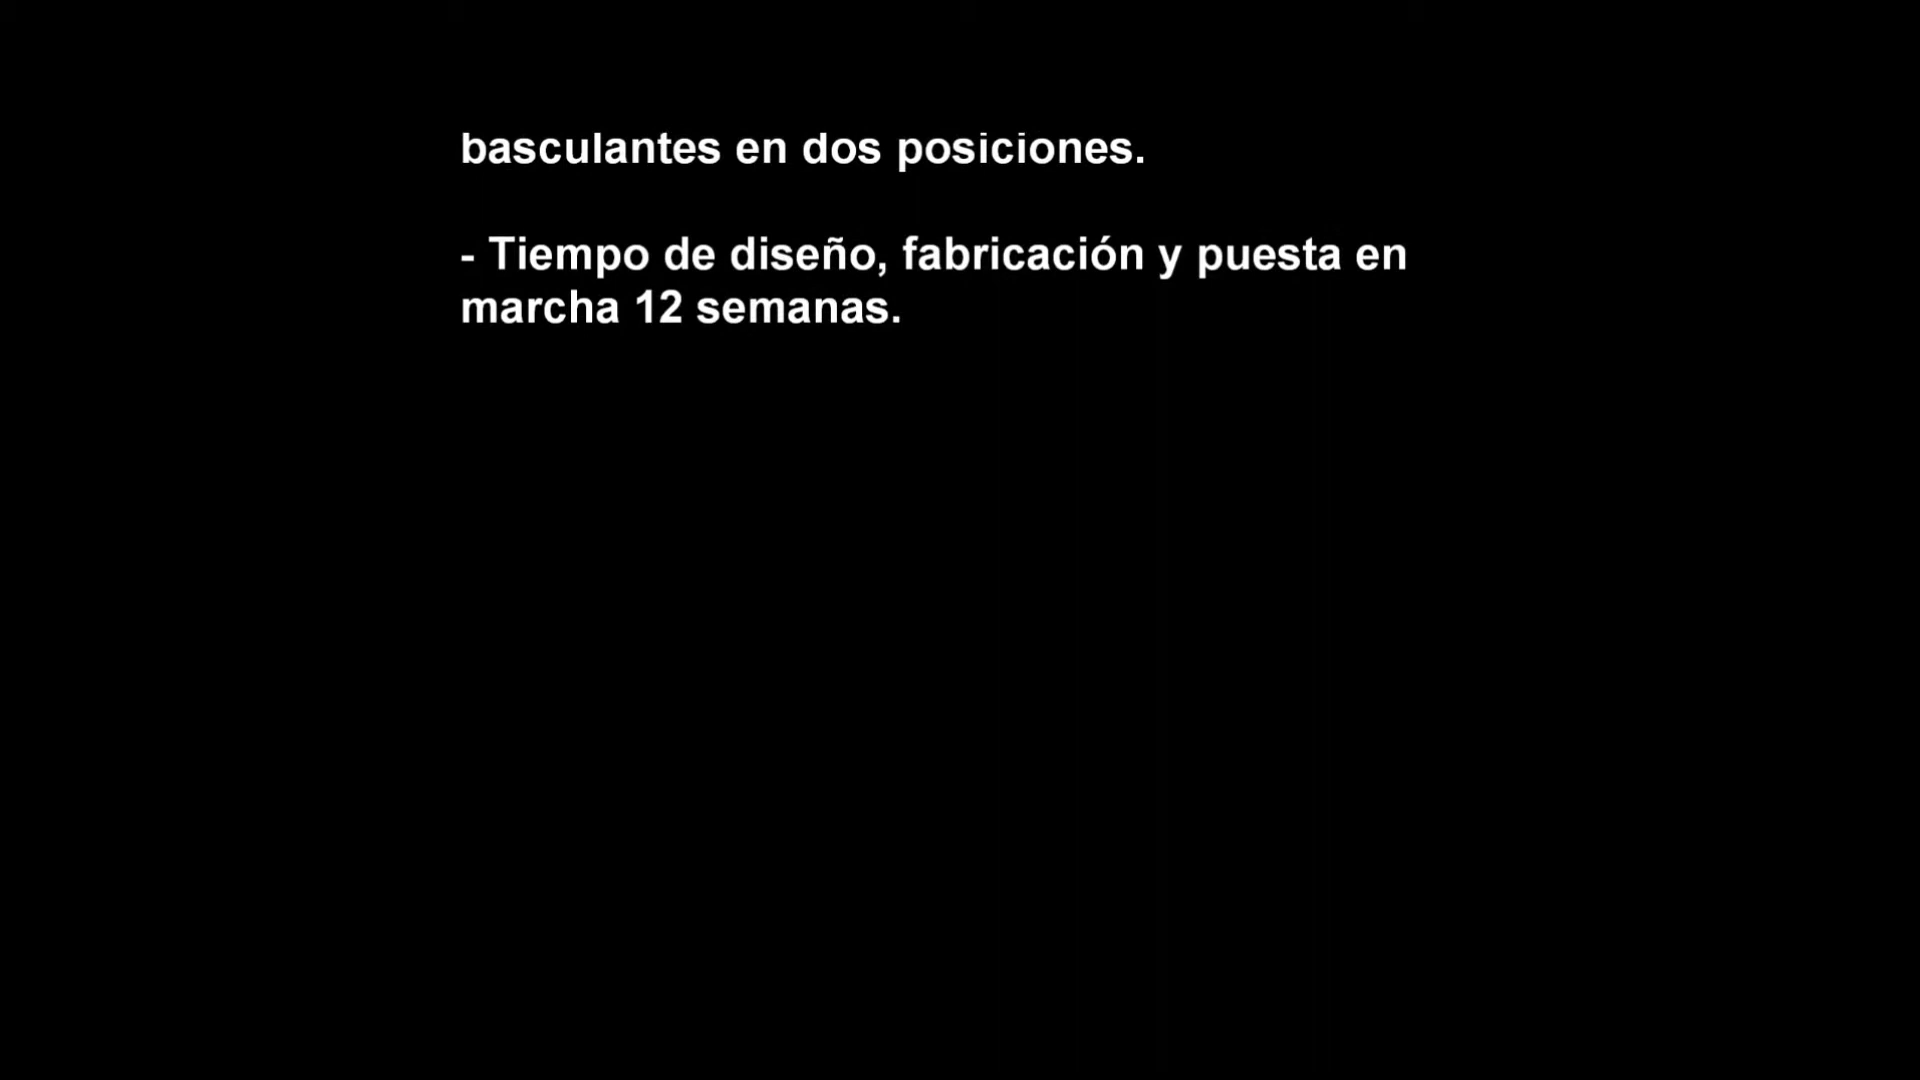 basculantes en dos posiciones.
- Tiempo de diseño, fabricación y puesta en
marcha 12 semanas.